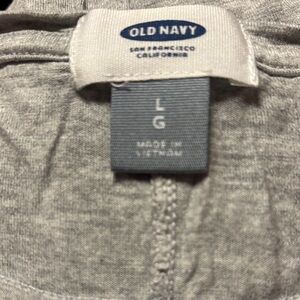 OLD NAVY
SAN FRANCISCO
CALIFORNIA
L
G
MADE IN
VIETNAM